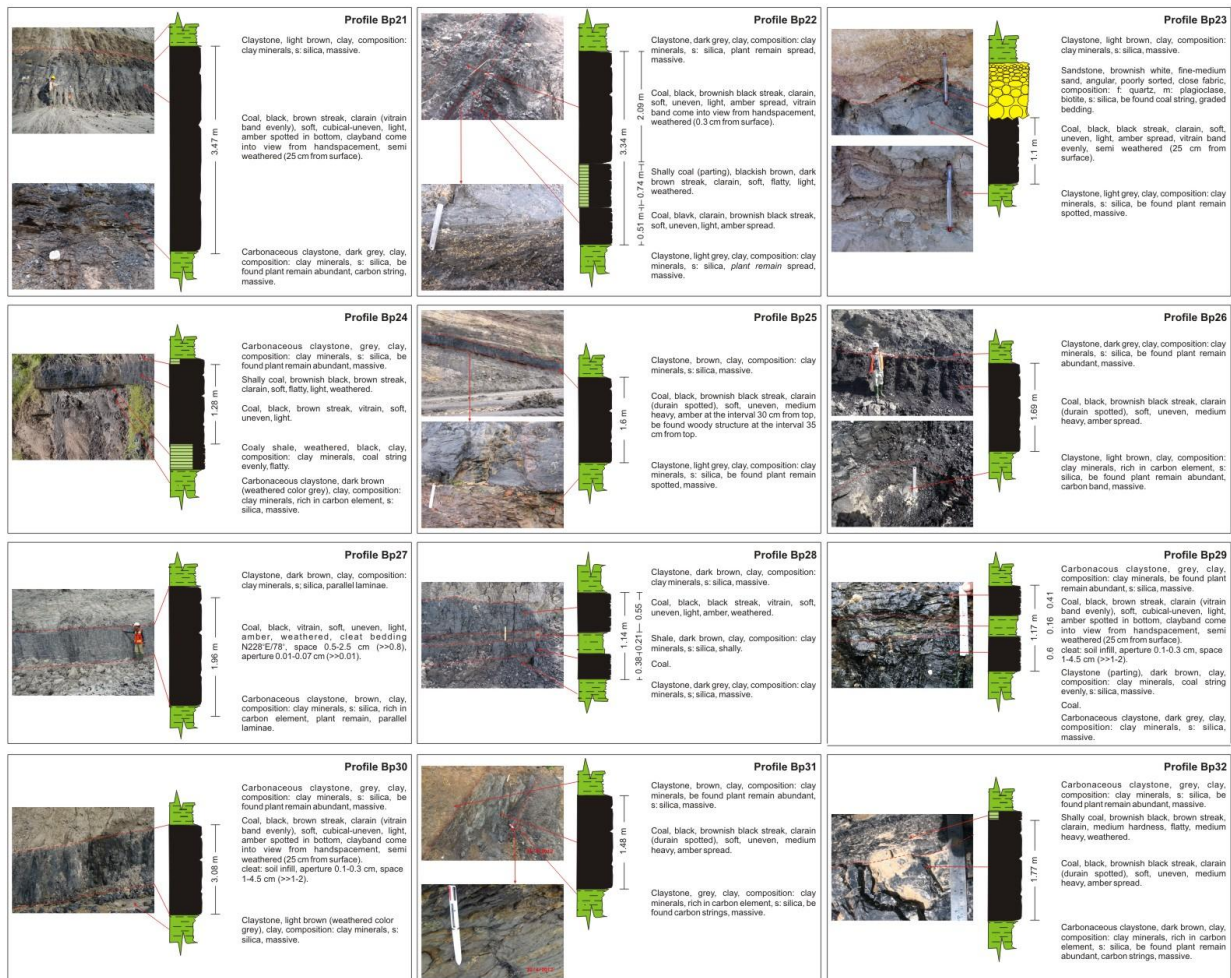 Profile Bp21
Claystone, light brown, clay, composition:
clay minerals, s: silica, massive.
Coal, black, brown streak, clarain (vitrain
band evenly), soft, cubical-uneven, light,
amber spotted in bottom, clayband come
into view from handspacement, semi
weathered (25 cm from surface).
3.47 m
Carbonaceous claystone, dark grey, clay,
composition: clay minerals, s: silica, be
found plant remain abundant, carbon string,
massive.
Profile Bp22
Claystone, dark grey, clay, composition: clay
minerals, s: silica, plant remain spread,
massive.
Coal, black, brownish black streak, clarain,
soft, uneven, light, amber spread, vitrain
band come into view from handspacement,
weathered (0.3 cm from surface).
2.09 m
3.34 m
Shally coal (parting), blackish brown, dark
brown streak, clarain, soft, flatty, light,
weathered.
0.74 m
Coal, blavk, clarain, brownish black streak,
soft, uneven, light, amber spread.
0.51 m
Claystone, light grey, clay, composition: clay
minerals, s: silica, plant remain spread,
massive.
Profile Bp23
Claystone, light brown, clay, composition:
clay minerals, s: silica, massive.
Sandstone, brownish white, fine-medium
sand, angular, poorly sorted, close fabric,
composition: f: quartz, m: plagioclase,
biotite, s: silica, be found coal string, graded
bedding.
Coal, black, black streak, clarain, soft,
uneven, light, amber spread, vitrain band
evenly, semi weathered (25 cm from
surface).
1.1 m
Claystone, light grey, clay, composition: clay
minerals, s: silica, be found plant remain
spotted, massive.
Profile Bp24
Carbonaceous claystone, grey, clay,
composition: clay minerals, s: silica, be
found plant remain abundant, massive.
Shally coal, brownish black, brown streak,
clarain, soft, flatty, light, weathered.
1.28 m
Coal, black, brown streak, vitrain, soft,
uneven, light.
Coaly shale, weathered, black, clay,
composition: clay minerals, coal string
evenly, flatty.
Carbonaceous claystone, dark brown
(weathered color grey), clay, composition:
clay minerals, rich in carbon element, s:
silica, massive.
Profile Bp25
Claystone, brown, clay, composition: clay
minerals, s: silica, massive.
Coal, black, brownish black streak, clarain
(durain spotted), soft, uneven, medium
heavy, amber at the interval 30 cm from top,
be found woody structure at the interval 35
cm from top.
1.6 m
Claystone, light grey, clay, composition: clay
minerals, s: silica, be found plant remain
spotted, massive.
Profile Bp26
Claystone, dark grey, clay, composition: clay
minerals, s: silica, be found plant remain
abundant, massive.
Coal, black, brownish black streak, clarain
(durain spotted), soft, uneven, medium
heavy, amber spread.
1.69 m
Claystone, light brown, clay, composition:
clay minerals, rich in carbon element, s:
silica, be found plant remain abundant,
carbon band, massive.
Profile Bp27
Claystone, dark brown, clay, composition:
clay minerals, s; silica, parallel laminae.
Coal, black, vitrain, soft, uneven, light,
amber, weathered, cleat bedding
N228°E/78°, space 0.5-2.5 cm (>>0.8),
aperture 0.01-0.07 cm (>>0.01).
1.96 m
Carbonaceous claystone, brown, clay,
composition: clay minerals, s: silica, rich in
carbon element, plant remain, parallel
laminae.
Profile Bp28
Claystone, dark brown, clay, composition:
clay minerals, s: silica, massive.
Coal, black, black streak, vitrain, soft,
uneven, light, amber, weathered.
0.55
1.14 m
Shale, dark brown, clay, composition: clay
minerals, s: silica, shally.
0.21
Coal.
0.38
Claystone, dark grey, clay, composition: clay
minerals, s; silica, massive.
Profile Bp29
Carbonacous claystone, grey, clay,
composition: clay minerals, be found plant
remain abundant, s: silica, massive.
Coal, black, brown streak, clarain (vitrain
band evenly), soft, cubical-uneven, light,
amber spotted in bottom, clayband come
into view from handspacement, semi
weathered (25 cm from surface).
cleat: soil infill, aperture 0.1-0.3 cm, space
1-4.5 cm (>>1-2).
0.41
0.16
1.17 m
0.6
Claystone (parting), dark brown, clay,
composition: clay minerals, coal string
evenly, s: silica, massive.
Coal.
Carbonaceous claystone, dark grey, clay,
composition: clay minerals, s: silica,
massive.
Profile Bp30
Carbonaceous claystone, grey, clay,
composition: clay minerals, s: silica, be
found plant remain abundant, massive.
Coal, black, brown streak, clarain (vitrain
band evenly), soft, cubical-uneven, light,
amber spotted in bottom, clayband come
into view from handspacement, semi
weathered (25 cm from surface).
cleat: soil infill, aperture 0.1-0.3 cm, space
1-4.5 cm (>>1-2).
3.08 m
Claystone, light brown (weathered color
grey), clay, composition: clay minerals, s:
silica, massive.
Profile Bp31
Claystone, brown, clay, composition: clay
minerals, be found plant remain abundant,
s: silica, massive.
Coal, black, brownish black streak, clarain
(durain spotted), soft, uneven, medium
heavy, amber spread.
1.48 m
Claystone, grey, clay, composition: clay
minerals, rich in carbon element, s: silica, be
found carbon strings, massive.
Profile Bp32
Carbonaceous claystone, grey, clay,
composition: clay minerals, s: silica, be
found plant remain abundant, massive.
Shally coal, brownish black, brown streak,
clarain, medium hardness, flatty, medium
heavy, weathered.
Coal, black, brownish black streak, clarain
(durain spotted), soft, uneven, medium
heavy, amber spread.
1.77 m
Carbonaceous claystone, dark brown, clay,
composition: clay minerals, rich in carbon
element, s: silica, be found plant remain
abundant, carbon strings, massive.